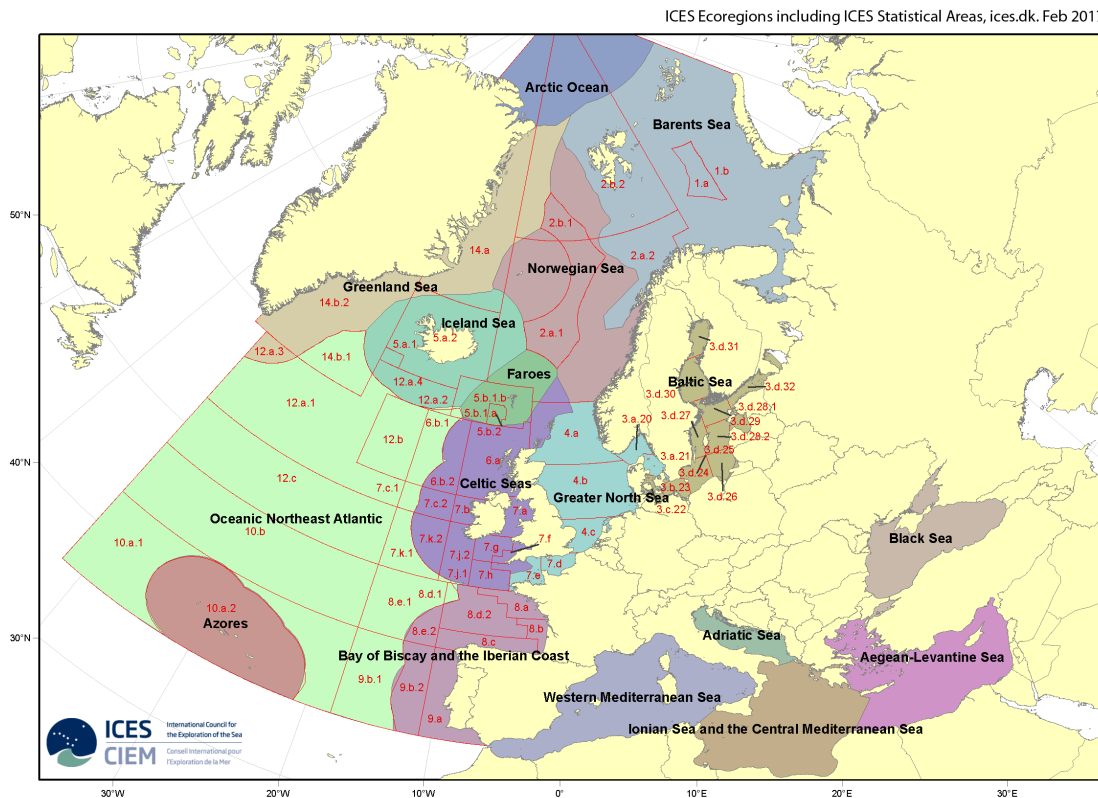 ICES Ecoregions including ICES Statistical Areas, ices.dk. Feb 2017
Arctic Ocean
Barents Sea
1.b
1.a
2.b.2
50°N
2.b.1
14.a
2.a.2
Norwegian Sea
Greenland Sea
14.b.2
Iceland Sea
5.a.1
5.a.2
2.a.1
3.d.31
12.a.3
14.b.1
Faroes
12.a.4
Baltic Sea
3.d.32
12.a.1
12.a.2
5.b.1.b
3.d.30
5.b.1.a
3.d.28.1
6.b.1
3.a.20
3.d.27
3.d.29
12.b
5.b.2
4.a
3.d.28.2
3.d.25
40°N
6.a
3.a.21
3.d.24
12.c
6.b.2
Celtic Seas
4.b
3.b.23
7.c.1
Greater North Sea
3.d.26
7.c.2
7.b
7.a
3.c.22
Oceanic Northeast Atlantic
10.b
4.c
10.a.1
7.k.2
7.f
Black Sea
7.k.1
7.j.2
7.g
7.d
7.j.1
7.h
7.e
8.d.1
8.e.1
10.a.2
8.d.2
8.a
Azores
8.e.2
8.b
30°N
8.c
Adriatic Sea
Bay of Biscay and the Iberian Coast
Aegean-Levantine Sea
9.b.1
9.b.2
Western Mediterranean Sea
9.a
Ionian Sea and the Central Mediterranean Sea
ICES
CIEM
International Council for
the Exploration of the Sea
Conseil International pour
l'Exploration de la Mer
30°W
20°W
10°W
0°
10°E
20°E
30°E